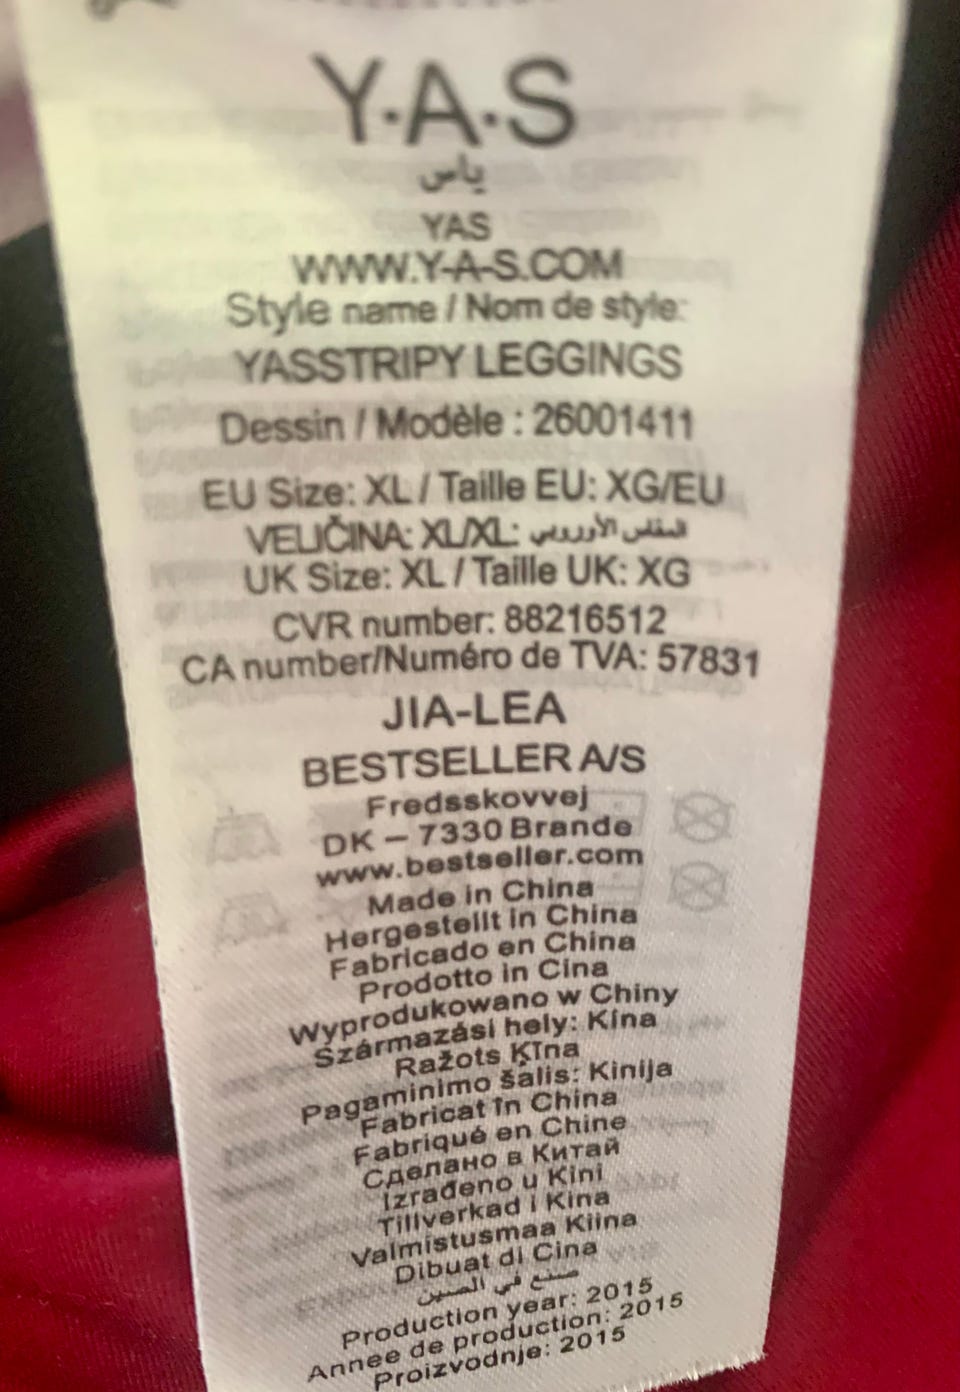 Y·A·S
ياس
YAS
WWW.Y-A-S.COM
Style name / Nom de style:
YASSTRIPY LEGGINGS
Dessin / Modèle : 26001411
EU Size: XL / Taille EU: XG/EU
VELIČINA: XL/XL: المقاس الأوروبي
UK Size: XL / Taille UK: XG
CVR number: 88216512
CA number/Numéro de TVA: 57831
JIA-LEA
BESTSELLER A/S
Fredsskovvej
DK – 7330 Brande
www.bestseller.com
Made in China
Hergestellt in China
Fabricado en China
Prodotto in Cina
Wyprodukowano w Chiny
Származási hely: Kína
Ražots Ķīna
Pagaminimo šalis: Kinija
Fabricat în China
Fabriqué en Chine
Сделано в Китай
Izrađeno u Kini
Tillverkad i Kina
Valmistusmaa Kiina
Dibuat di Cina
صنع في الصين
Production year: 2015
Annee de production: 2015
Proizvodnje: 2015